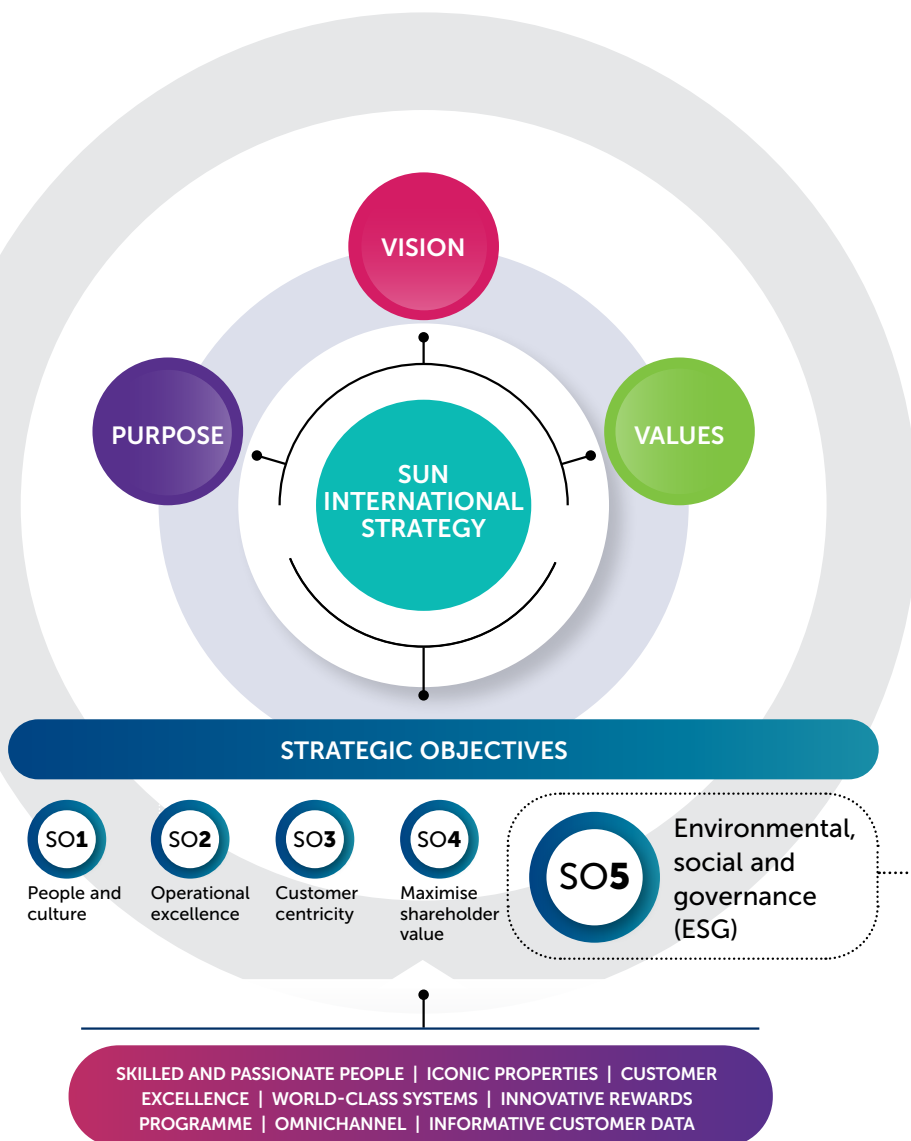 VISION
PURPOSE
VALUES
SUN
INTERNATIONAL
STRATEGY
STRATEGIC OBJECTIVES
SO1
People and
culture
SO2
Operational
excellence
SO3
Customer
centricity
SO4
Maximise
shareholder
value
SO5
Environmental,
social and
governance
(ESG)
SKILLED AND PASSIONATE PEOPLE | ICONIC PROPERTIES | CUSTOMER
EXCELLENCE | WORLD-CLASS SYSTEMS | INNOVATIVE REWARDS
PROGRAMME | OMNICHANNEL | INFORMATIVE CUSTOMER DATA